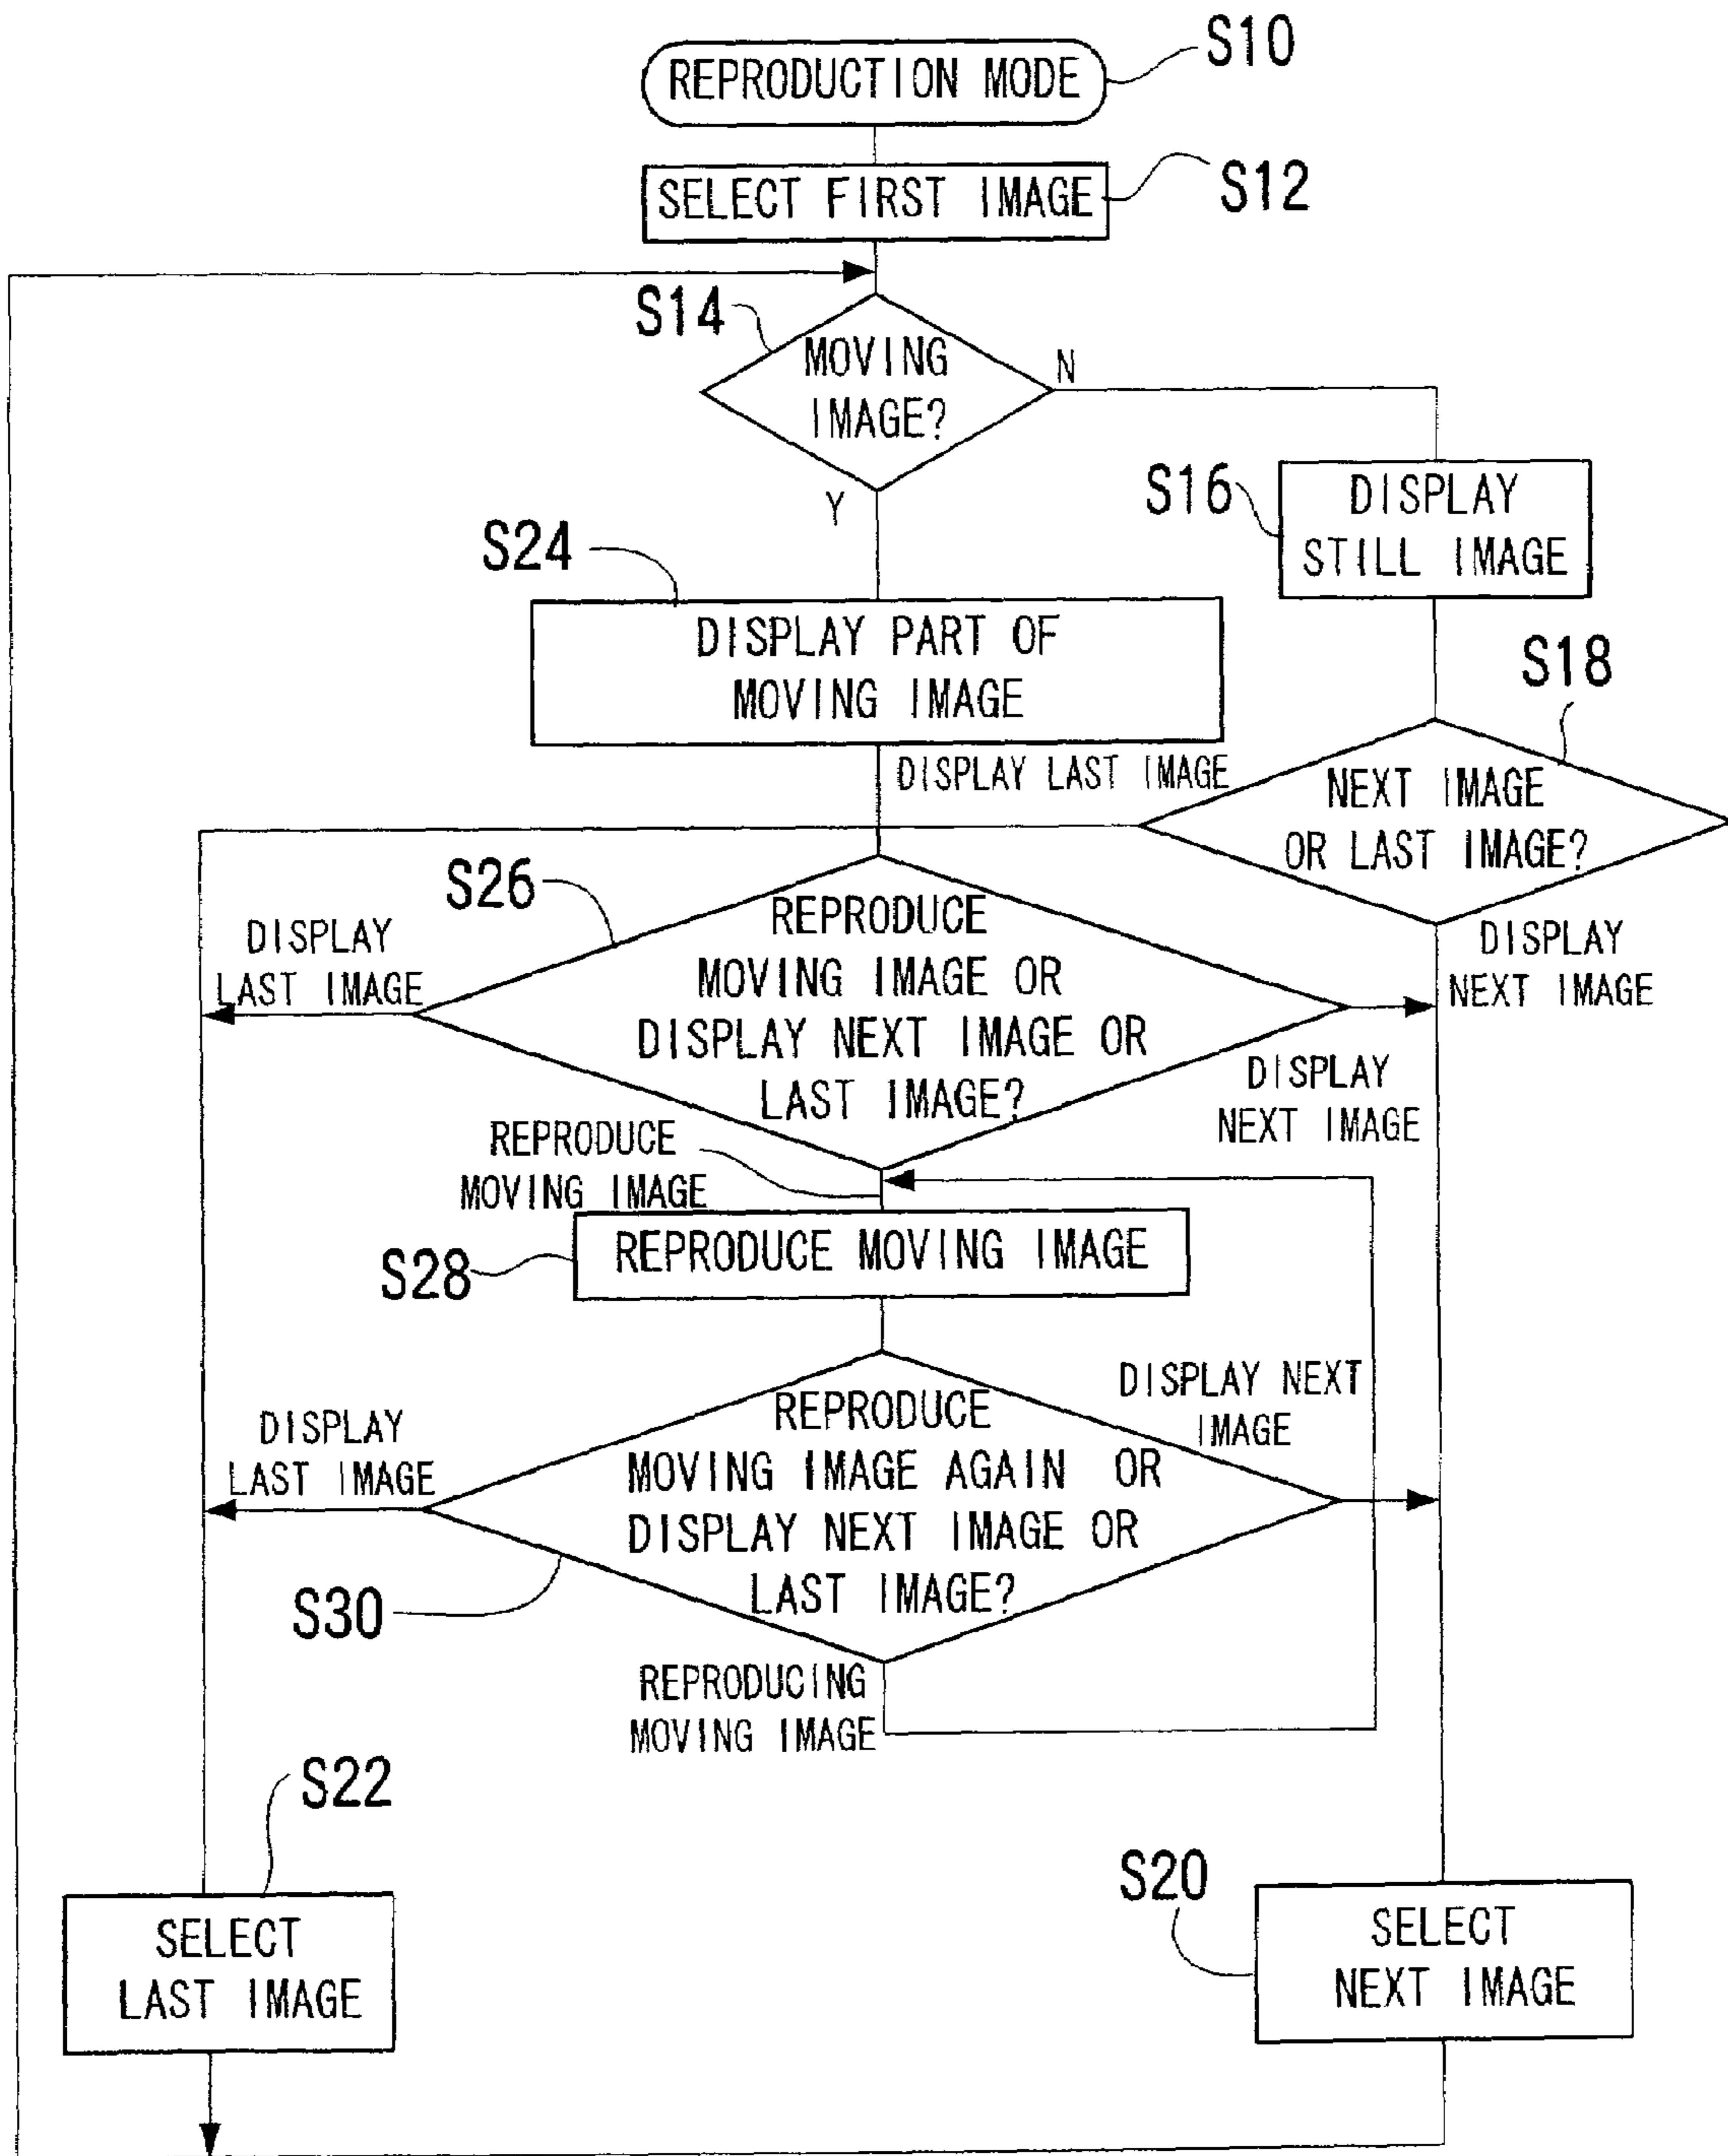 S10
REPRODUCTION MODE
S12
SELECT FIRST IMAGE
S14
MOVING
IMAGE?
N
Y
S16
DISPLAY
STILL IMAGE
S24
DISPLAY PART OF
MOVING IMAGE
S18
DISPLAY LAST IMAGE
NEXT IMAGE
OR LAST IMAGE?
S26
REPRODUCE
MOVING IMAGE OR
DISPLAY NEXT IMAGE OR
LAST IMAGE?
DISPLAY
LAST IMAGE
DISPLAY
NEXT IMAGE
DISPLAY
NEXT IMAGE
REPRODUCE
MOVING IMAGE
S28
REPRODUCE MOVING IMAGE
DISPLAY NEXT
IMAGE
DISPLAY
LAST IMAGE
REPRODUCE
MOVING IMAGE AGAIN OR
DISPLAY NEXT IMAGE OR
LAST IMAGE?
S30
REPRODUCING
MOVING IMAGE
S22
SELECT
LAST IMAGE
S20
SELECT
NEXT IMAGE